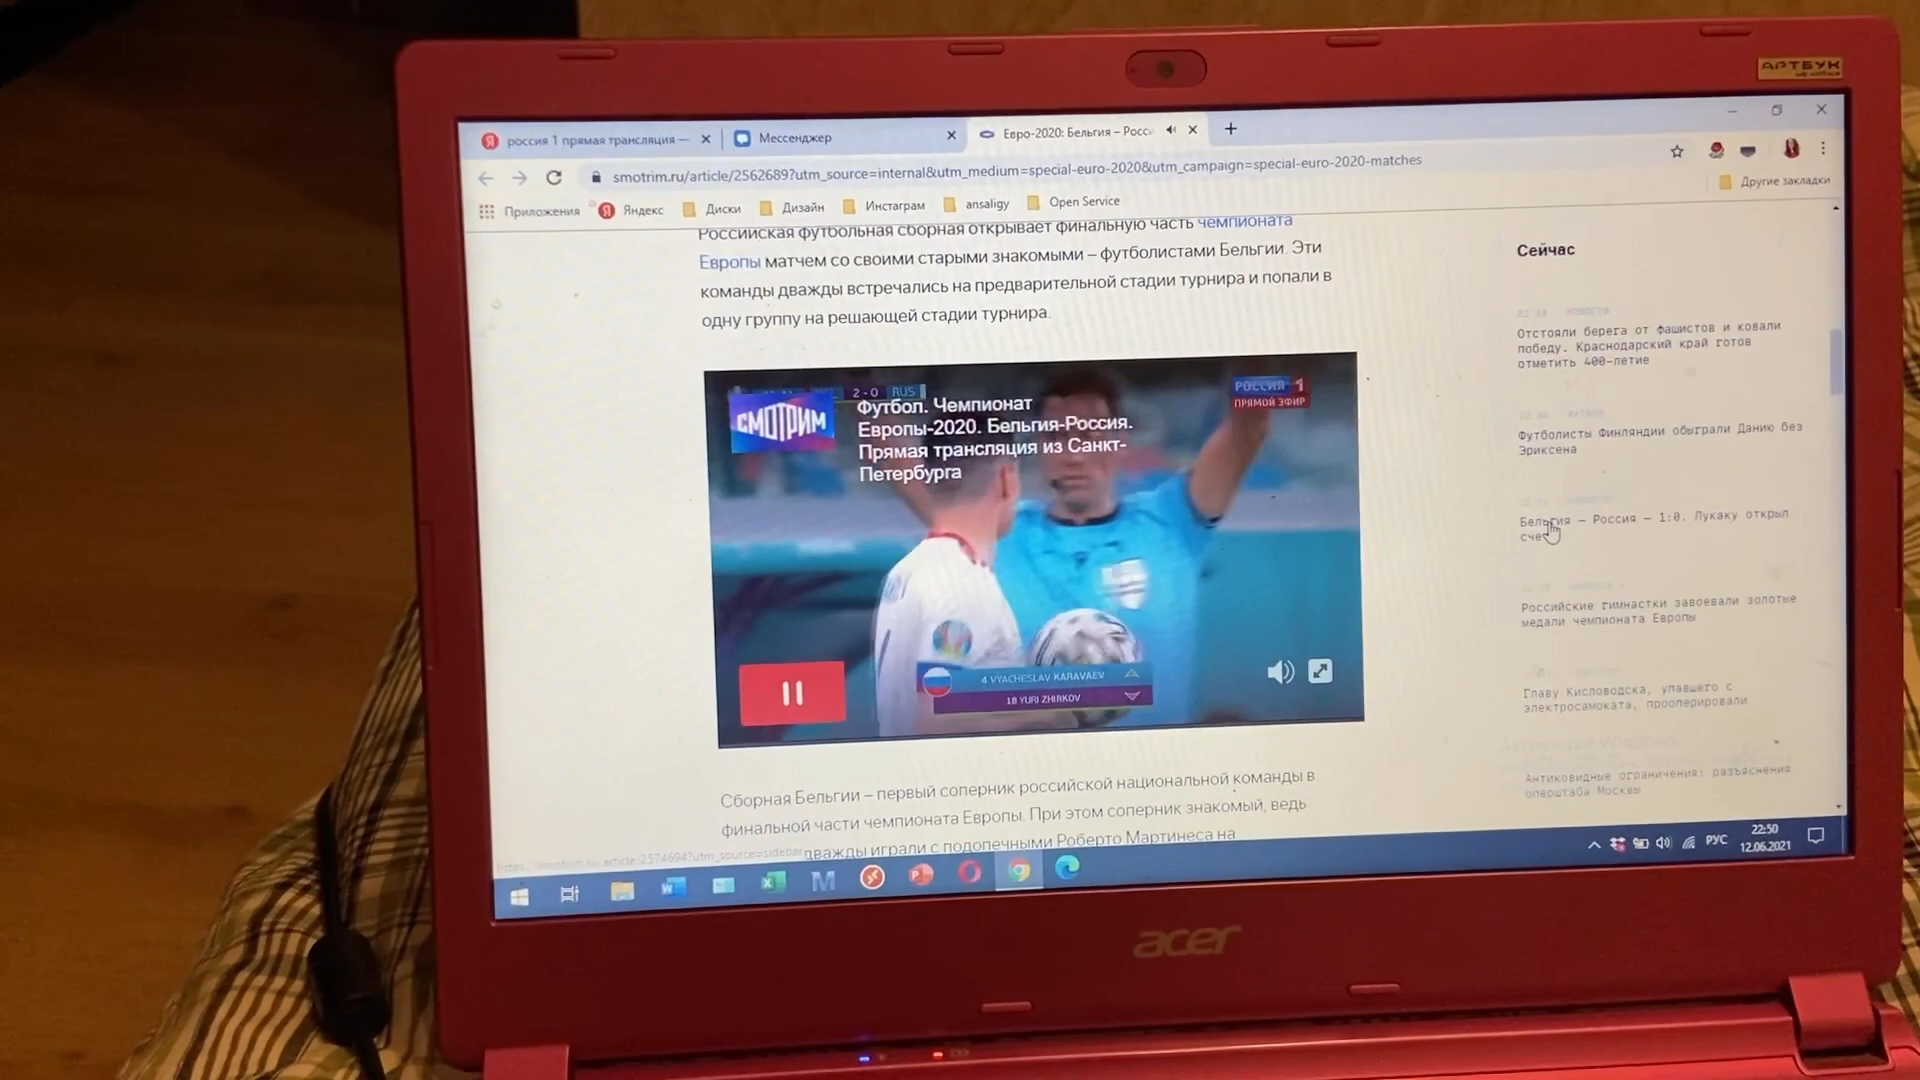 АРТБУК
россия 1 прямая трансляция —
Мессенджер
Евро-2020: Бельгия – Росси
smotrim.ru/article/2562689?utm_source=internal&utm_medium=special-euro-2020&utm_campaign=special-euro-2020-matches
Приложения
Яндекс
Диски
Дизайн
Инстаграм
ansaligy
Open Service
Другие закладки
Российская футбольная сборная открывает финальную часть чемпионата
Европы матчем со своими старыми знакомыми – футболистами Бельгии. Эти
команды дважды встречались на предварительной стадии турнира и попали в
одну группу на решающей стадии турнира.
2 - 0 RUS
СМОТРИМ
Футбол. Чемпионат
Европы-2020. Бельгия-Россия.
Прямая трансляция из Санкт-
Петербурга
РОССИЯ 1
ПРЯМОЙ ЭФИР
4 VYACHESLAV KARAVAEV
18 YURI ZHIRKOV
Сборная Бельгии – первый соперник российской национальной команды в
финальной части чемпионата Европы. При этом соперник знакомый, ведь
дважды играли с подопечными Роберто Мартинеса на
Сейчас
Отстояли берега от фашистов и ковали
победу. Краснодарский край готов
отметить 400-летие
Футболисты Финляндии обыграли Данию без
Эриксена
Бельгия – Россия – 1:0. Лукаку открыл
счет
Российские гимнастки завоевали золотые
медали чемпионата Европы
Главу Кисловодска, упавшего с
электросамоката, прооперировали
Антиковидные ограничения: разъяснения
оперштаба Москвы
РУС
22:50
12.06.2021
acer